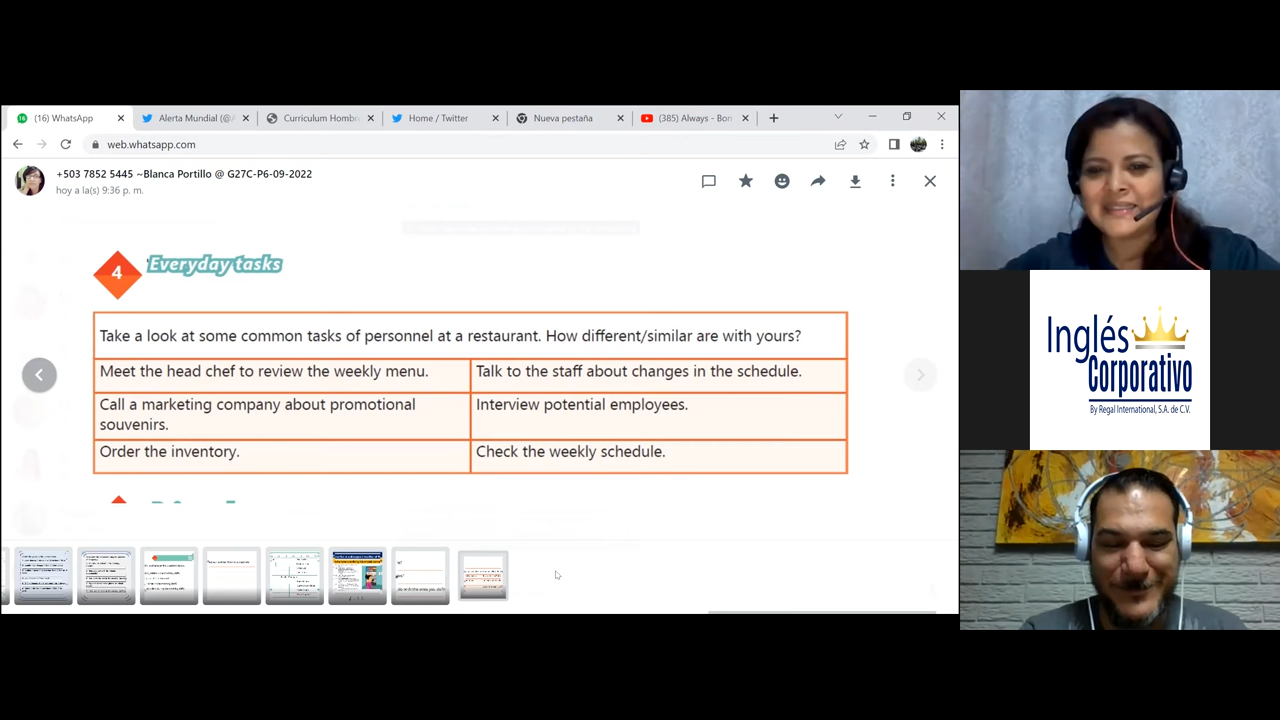 (16) WhatsApp
Alerta Mundial (@A
Curriculum Hombr
Home / Twitter
Nueva pestaña
(385) Always - Bon
web.whatsapp.com
+503 7852 5445 ~Blanca Portillo @ G27C-P6-09-2022
hoy a la(s) 9:36 p. m.
4
Everyday tasks
Take a look at some common tasks of personnel at a restaurant. How different/similar are with yours?
Meet the head chef to review the weekly menu.
Talk to the staff about changes in the schedule.
Call a marketing company about promotional
souvenirs.
Interview potential employees.
Order the inventory.
Check the weekly schedule.
Inglés
Corporativo
By Regal International, S.A. de C.V.